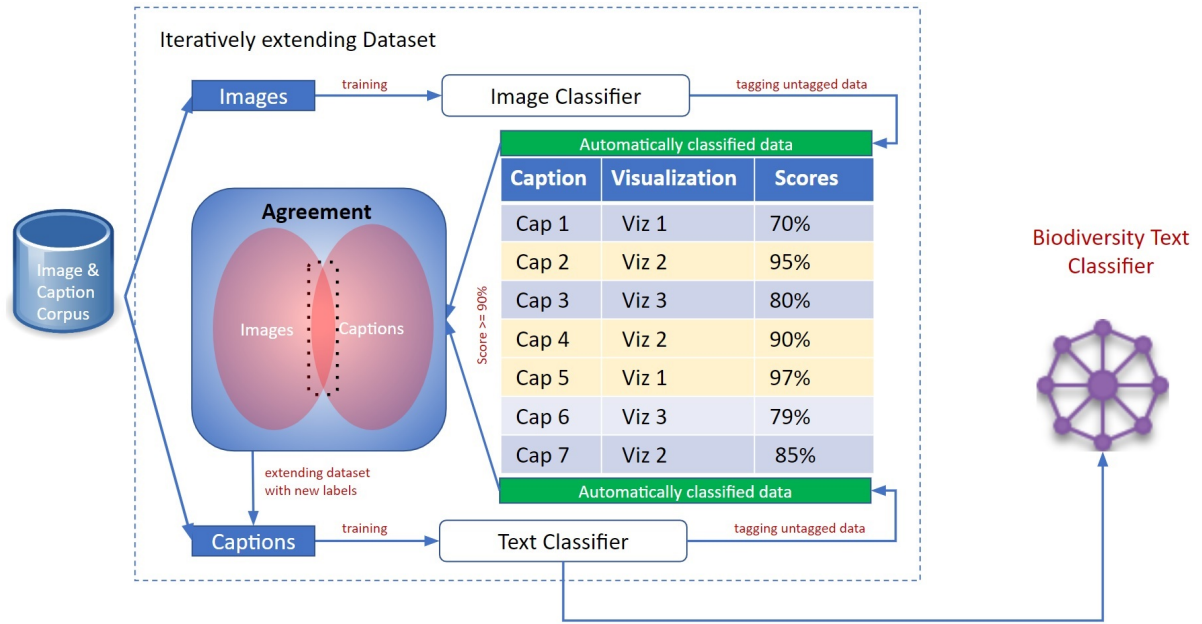 Iteratively extending Dataset
Images
training
Image Classifier
tagging untagged data
Automatically classified data
Caption Visualization Scores
Cap 1 Viz 1 70%
Cap 2 Viz 2 95%
Cap 3 Viz 3 80%
Cap 4 Viz 2 90%
Cap 5 Viz 1 97%
Cap 6 Viz 3 79%
Cap 7 Viz 2 85%
Automatically classified data
Score >= 90%
Agreement
Images
Captions
Image &
Caption
Corpus
extending dataset
with new labels
Captions
training
Text Classifier
tagging untagged data
Biodiversity Text
Classifier